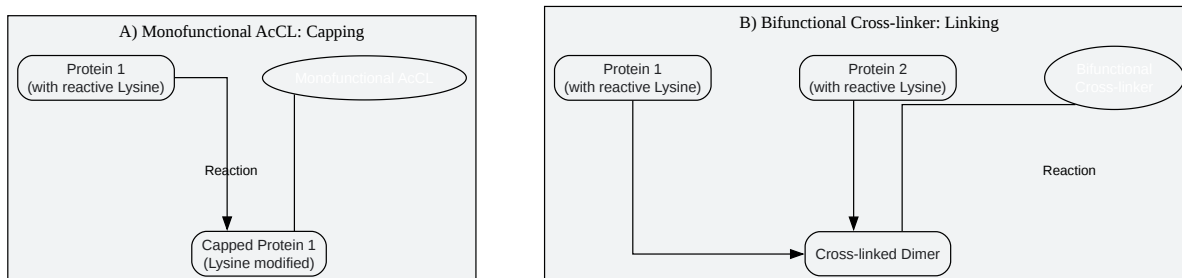 A) Monofunctional AcCL: Capping
Protein 1
(with reactive Lysine)
Monofunctional AcCL
Reaction
Capped Protein 1
(Lysine modified)
B) Bifunctional Cross-linker: Linking
Protein 1
(with reactive Lysine)
Protein 2
(with reactive Lysine)
Bifunctional
Cross-linker
Reaction
Cross-linked Dimer